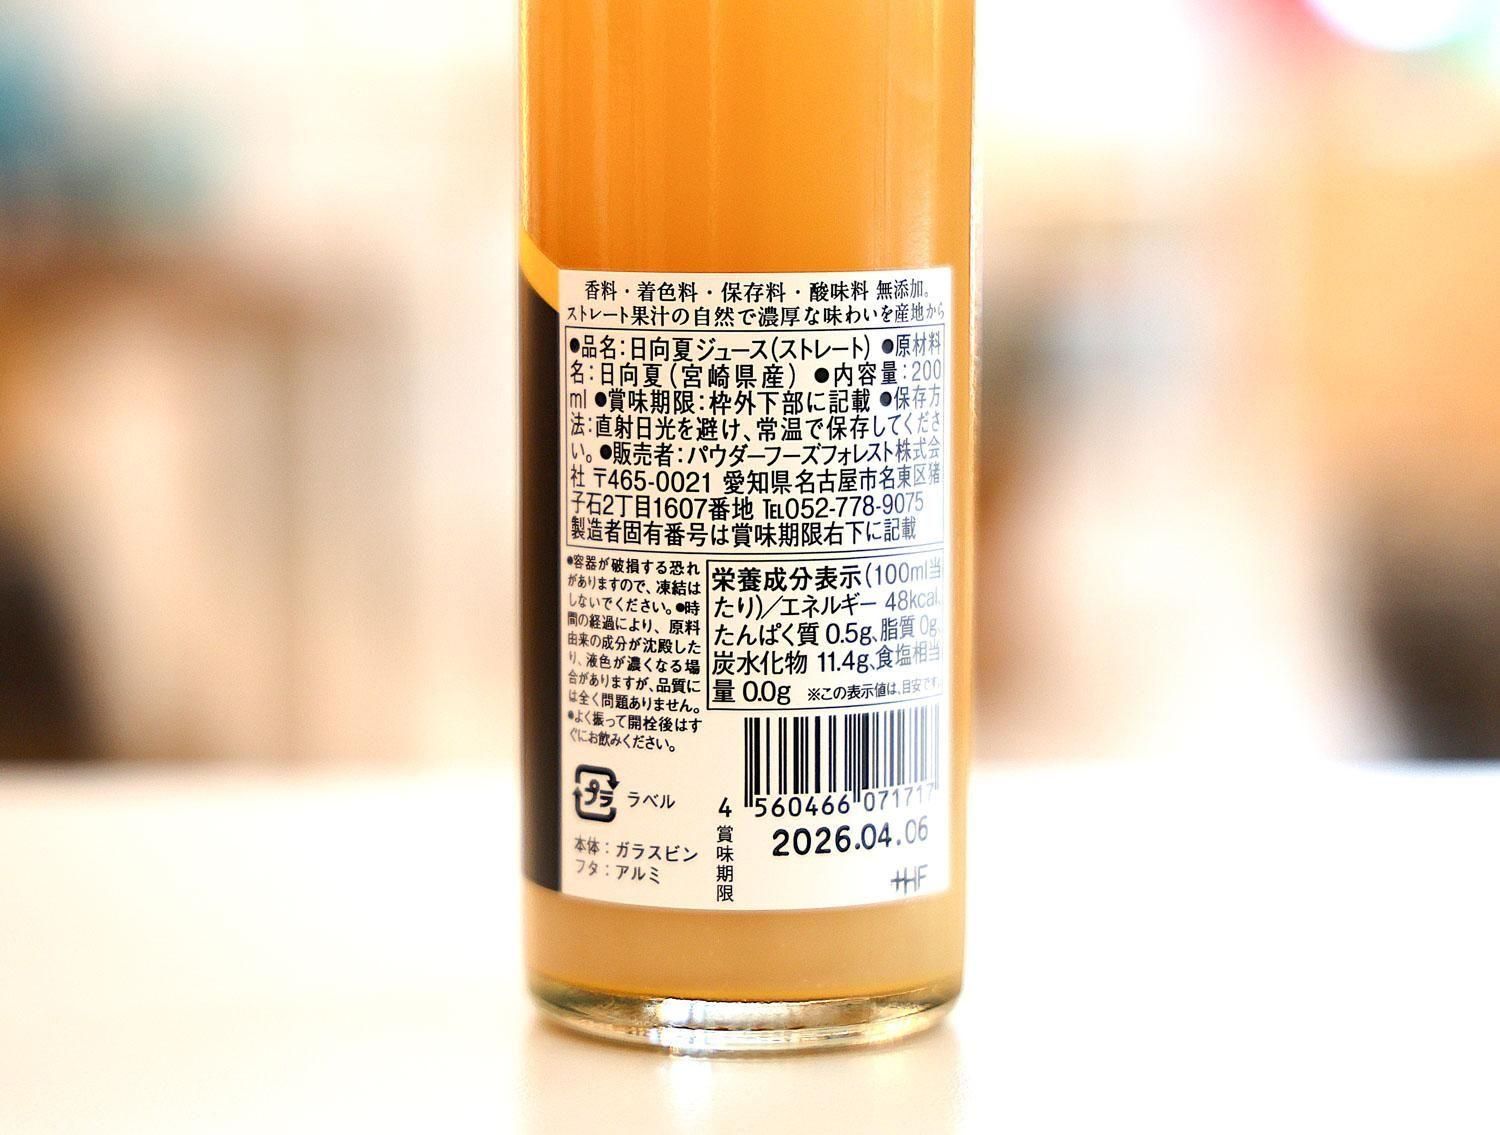 香料・着色料・保存料・酸味料 無添加。
ストレート果汁の自然で濃厚な味わいを産地から
●品名:日向夏ジュース(ストレート) ●原材料
名:日向夏(宮崎県産) ●内容量:200
ml ●賞味期限:枠外下部に記載 ●保存方
法:直射日光を避け、常温で保存してくださ
い。●販売者:パウダーフーズフォレスト株式会
社 〒465-0021 愛知県名古屋市名東区猪
子石2丁目1607番地 ℡052-778-9075
製造者固有番号は賞味期限右下に記載
●容器が破損する恐れ
がありますので、凍結は
しないでください。●時
間の経過により、原料
由来の成分が沈殿した
り、液色が濃くなる場
合がありますが、品質に
は全く問題ありません。
●よく振って開栓後はす
ぐにお飲みください。
栄養成分表示(100ml当
たり)/エネルギー 48kcal、
たんぱく質 0.5g、脂質 0g、
炭水化物 11.4g、食塩相当
量 0.0g ※この表示値は、目安です。
プラ ラベル
本体:ガラスビン
フタ:アルミ
4 560466 071717
賞味期限
2026.04.06
+HF